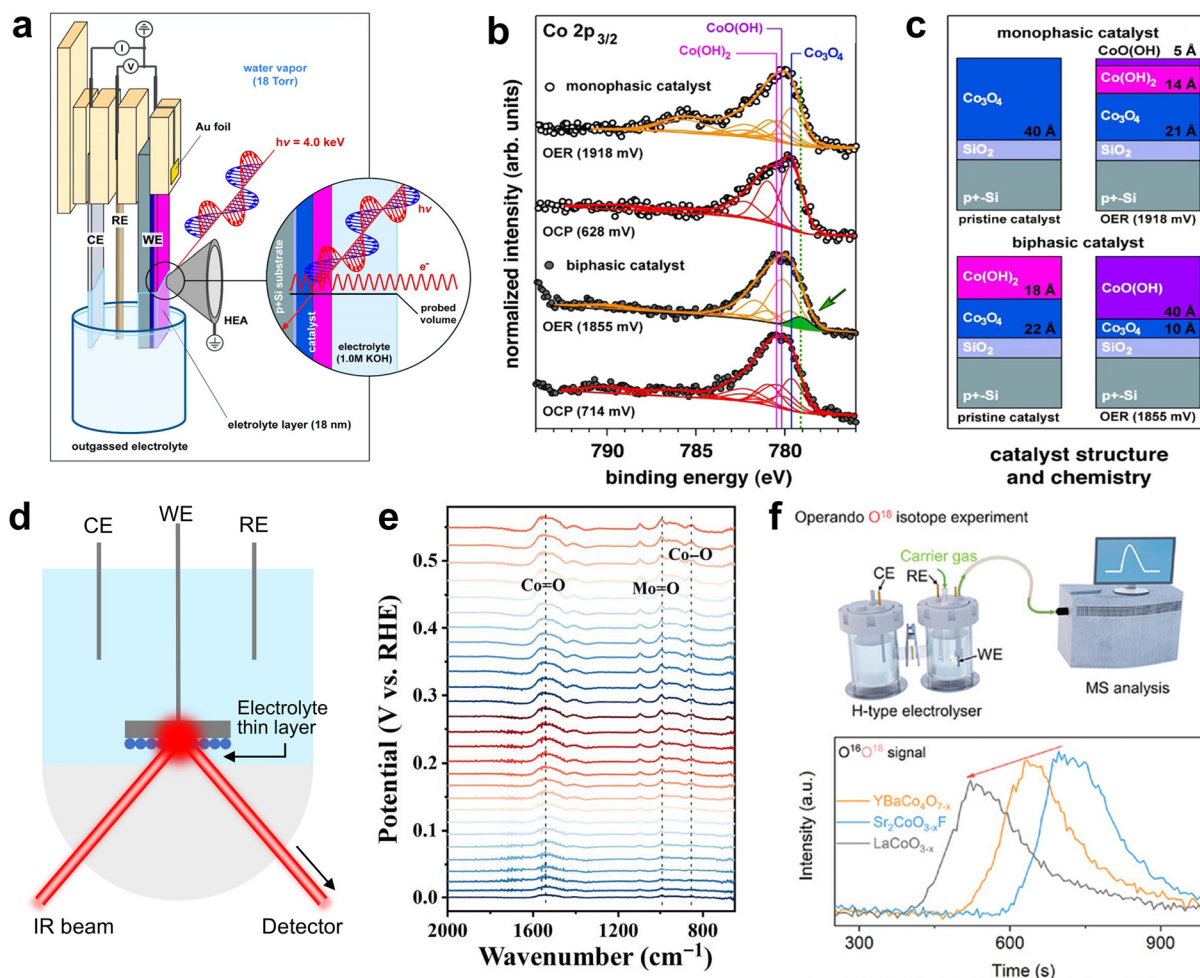 a
water vapor
(18 Torr)
I
V
Au foil
hν = 4.0 keV
RE
CE
WE
hν
e-
p+Si substrate
catalyst
probed
volume
electrolyte
(1.0M KOH)
HEA
eletrolyte layer (18 nm)
outgassed electrolyte
b
Co 2p3/2
CoO(OH)
Co(OH)2
Co3O4
monophasic catalyst
OER (1918 mV)
OCP (628 mV)
biphasic catalyst
OER (1855 mV)
OCP (714 mV)
normalized intensity (arb. units)
790
785
780
binding energy (eV)
c
monophasic catalyst
CoO(OH) 5 Å
Co(OH)2
14 Å
Co3O4
40 Å
Co3O4
21 Å
SiO2
SiO2
p+-Si
p+-Si
pristine catalyst
OER (1918 mV)
biphasic catalyst
Co(OH)2
18 Å
CoO(OH)
40 Å
Co3O4
22 Å
Co3O4
10 Å
SiO2
SiO2
p+-Si
p+-Si
pristine catalyst
OER (1855 mV)
catalyst structure
and chemistry
d
CE
WE
RE
Electrolyte
thin layer
IR beam
Detector
e
Potential (V vs. RHE)
0.5
0.4
0.3
0.2
0.1
0.0
Co=O
Mo=O
Co–O
2000
1600
1200
800
Wavenumber (cm−1)
f
Operando O18 isotope experiment
Carrier gas
CE
RE
WE
H-type electrolyser
MS analysis
O16O18 signal
YBaCo4O7-x
Sr2CoO3-xF
LaCoO3-x
Intensity (a.u.)
300
600
900
Time (s)